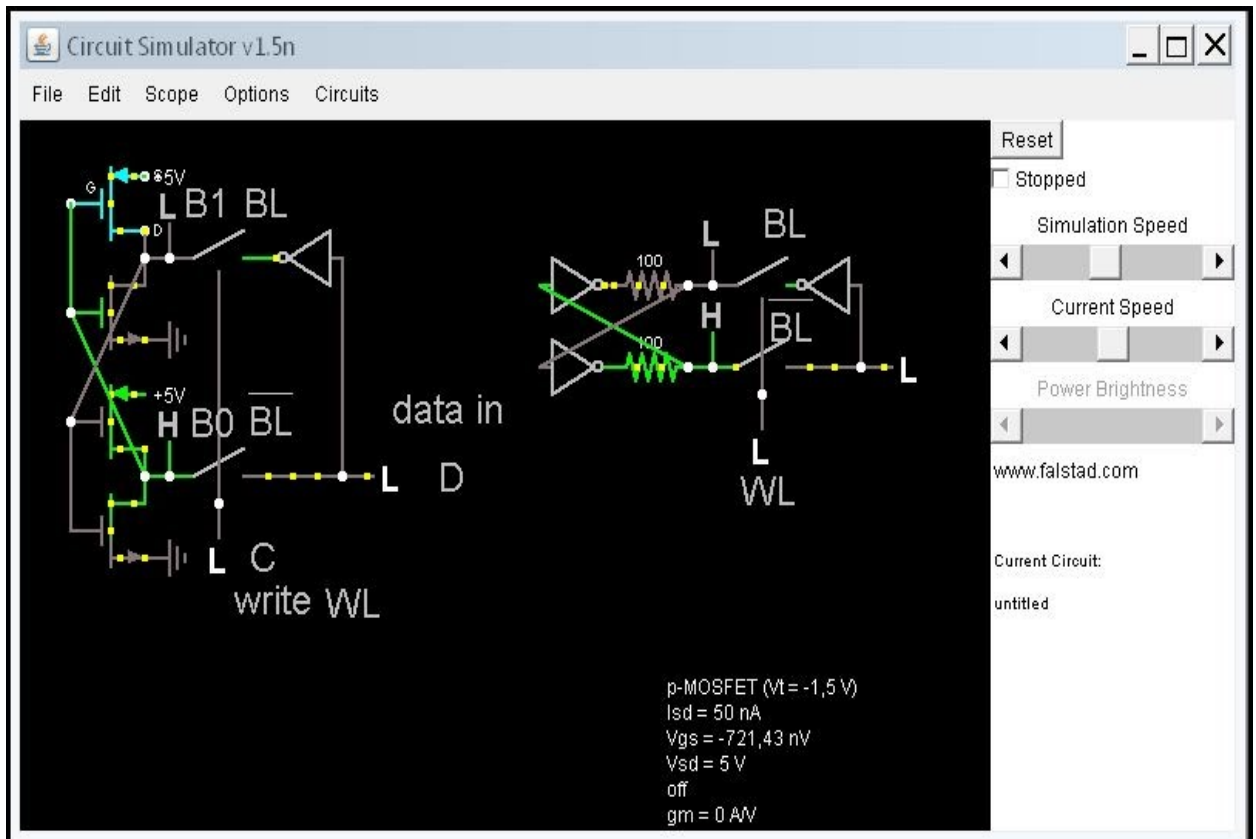 Circuit Simulator v1.5n
File Edit Scope Options Circuits
Reset
Stopped
Simulation Speed
Current Speed
Power Brightness
www.falstad.com
Current Circuit:
untitled
G
+5V
D
L B1 BL
+5V
H B0 BL
data in
L D
L C
write WL
100
L BL
100
H BL
L
L
WL
p-MOSFET (Vt = -1,5 V)
Isd = 50 nA
Vgs = -721,43 nV
Vsd = 5 V
off
gm = 0 A/V